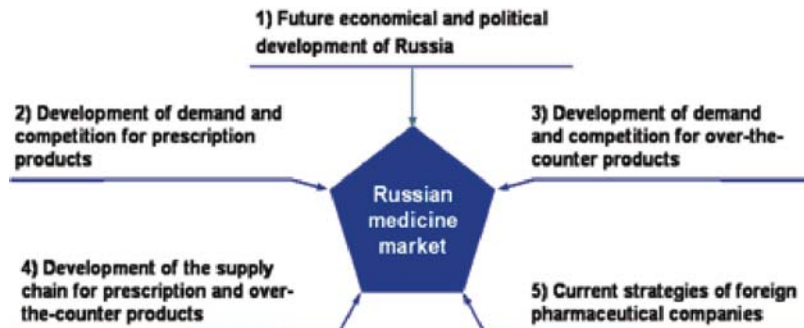 1) Future economical and political
development of Russia
2) Development of demand and
competition for prescription
products
3) Development of demand
and competition for over-the-
counter products
Russian
medicine
market
4) Development of the supply
chain for prescription and over-
the-counter products
5) Current strategies of foreign
pharmaceutical companies